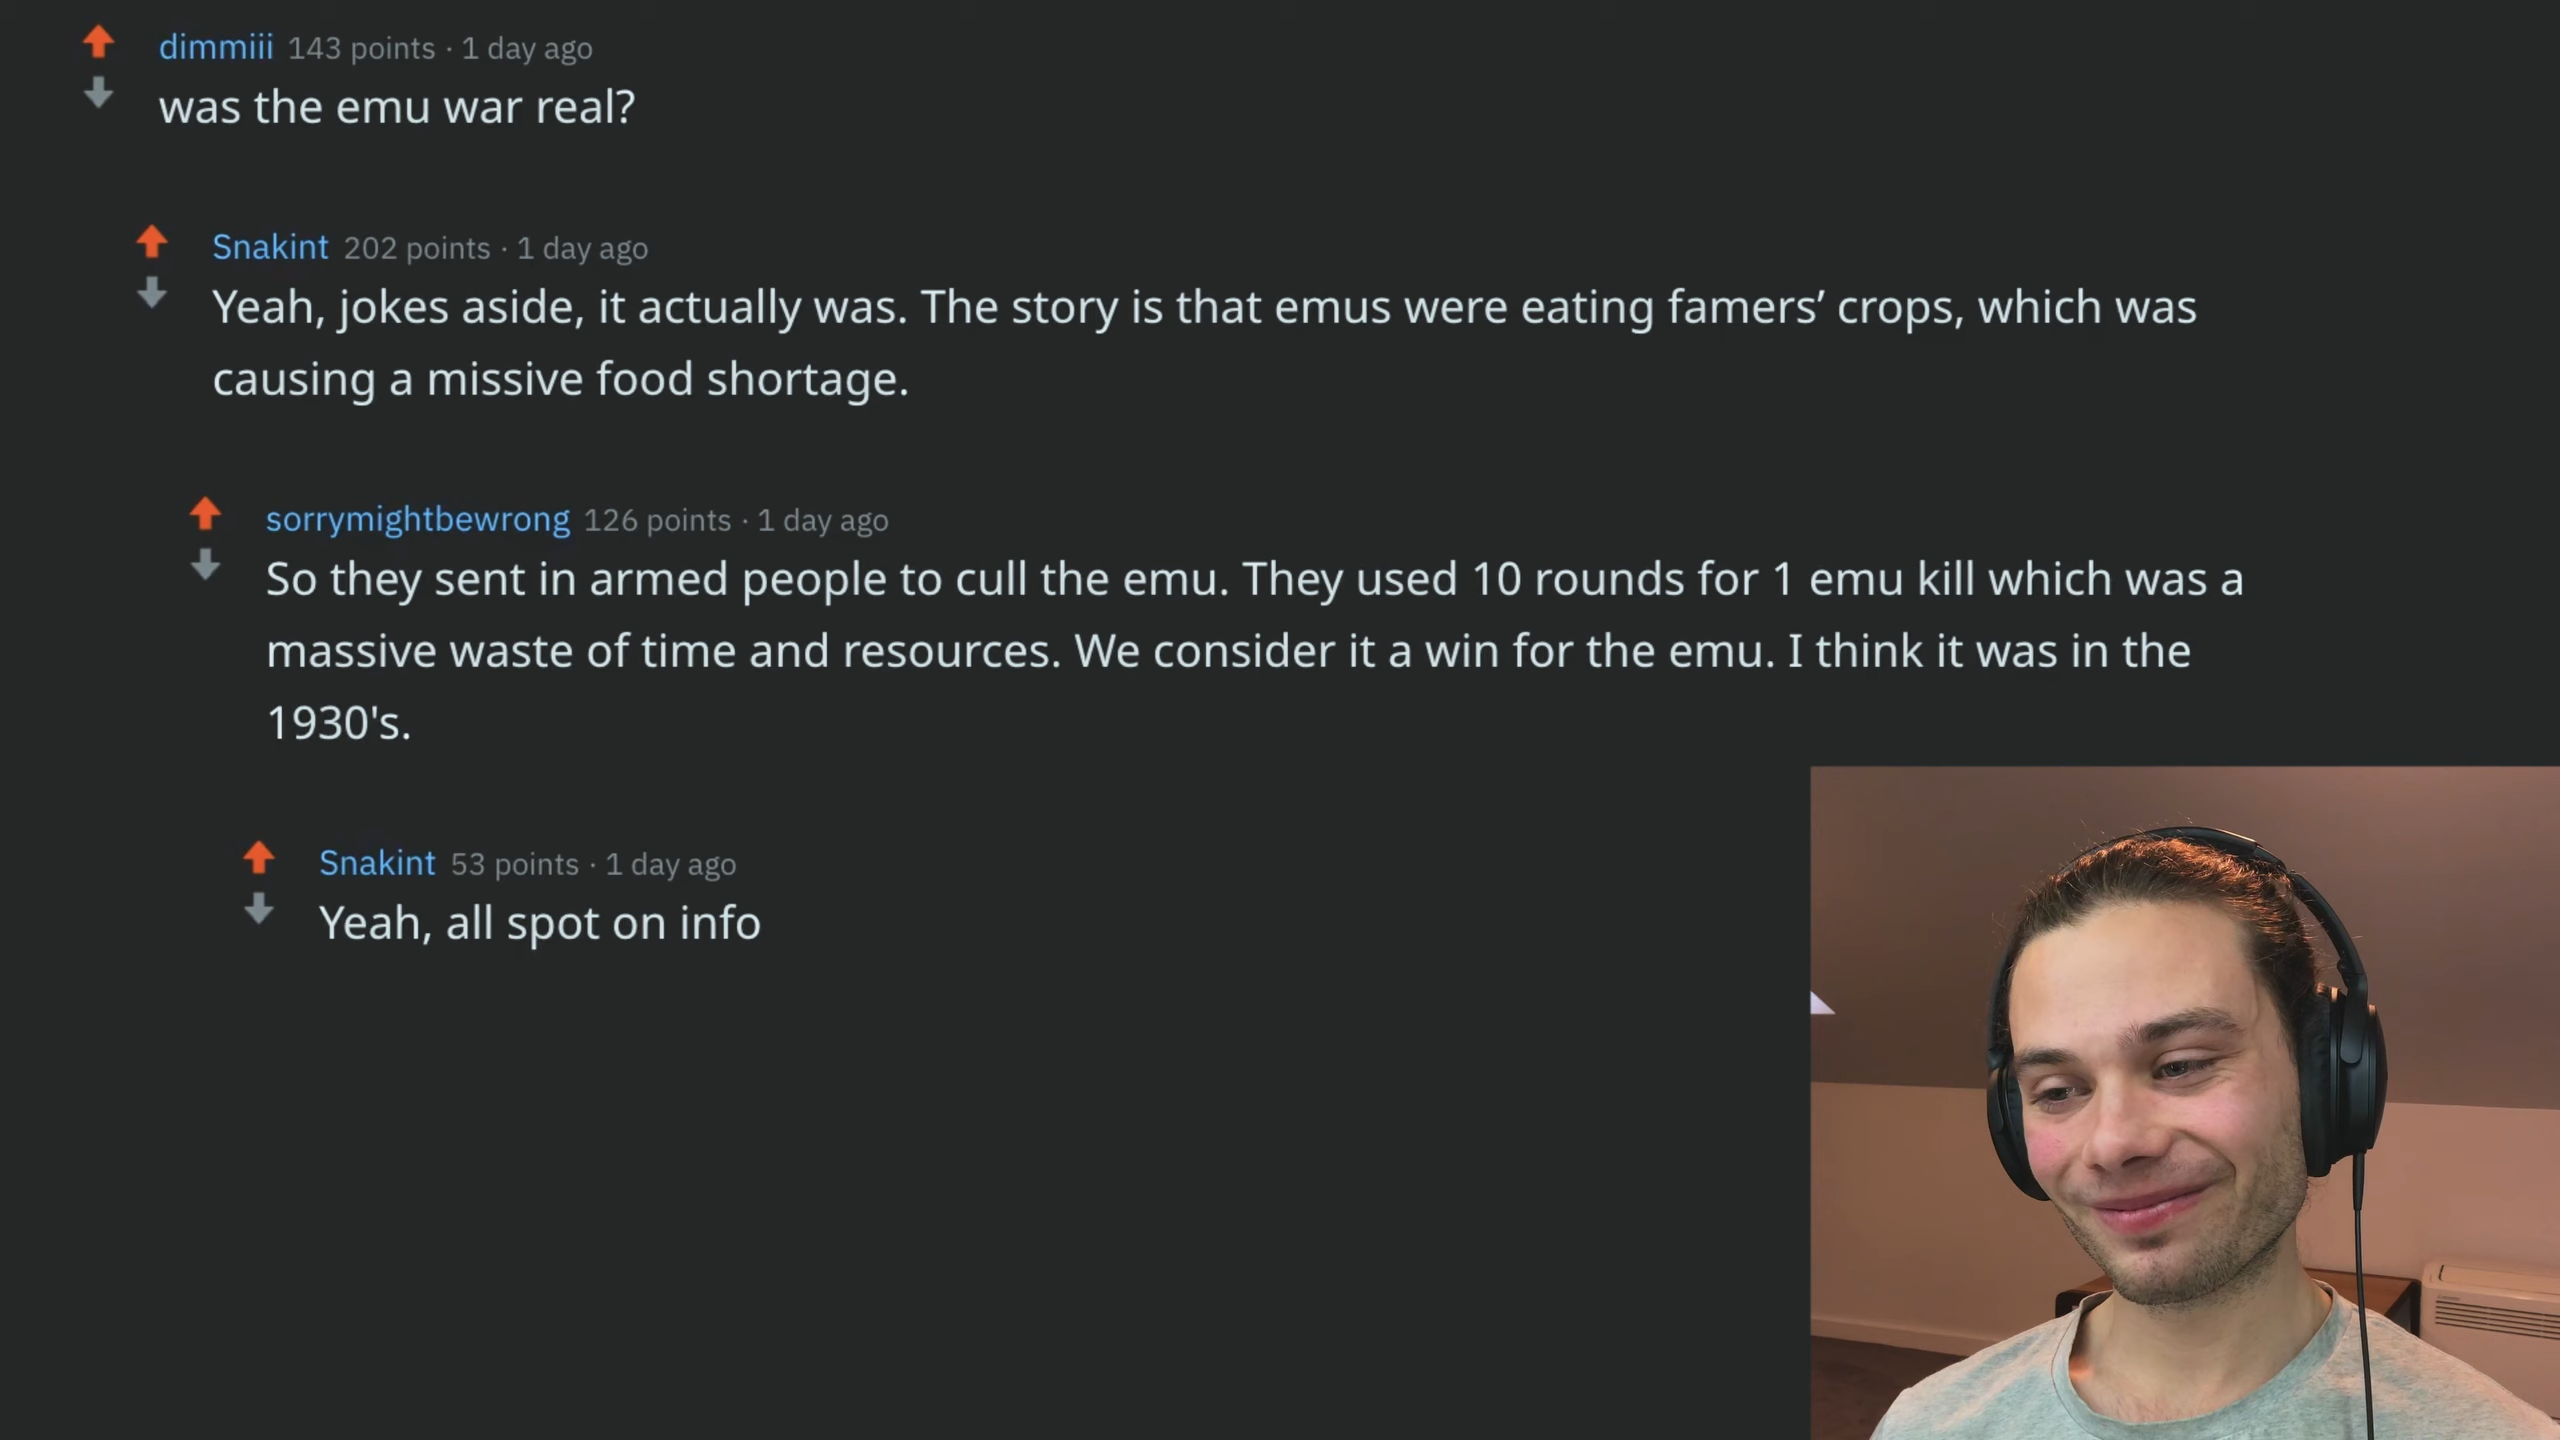 dimmiii 143 points · 1 day ago
was the emu war real?
Snakint 202 points · 1 day ago
Yeah, jokes aside, it actually was. The story is that emus were eating famers’ crops, which was
causing a missive food shortage.
sorrymightbewrong 126 points · 1 day ago
So they sent in armed people to cull the emu. They used 10 rounds for 1 emu kill which was a
massive waste of time and resources. We consider it a win for the emu. I think it was in the
1930's.
Snakint 53 points · 1 day ago
Yeah, all spot on info